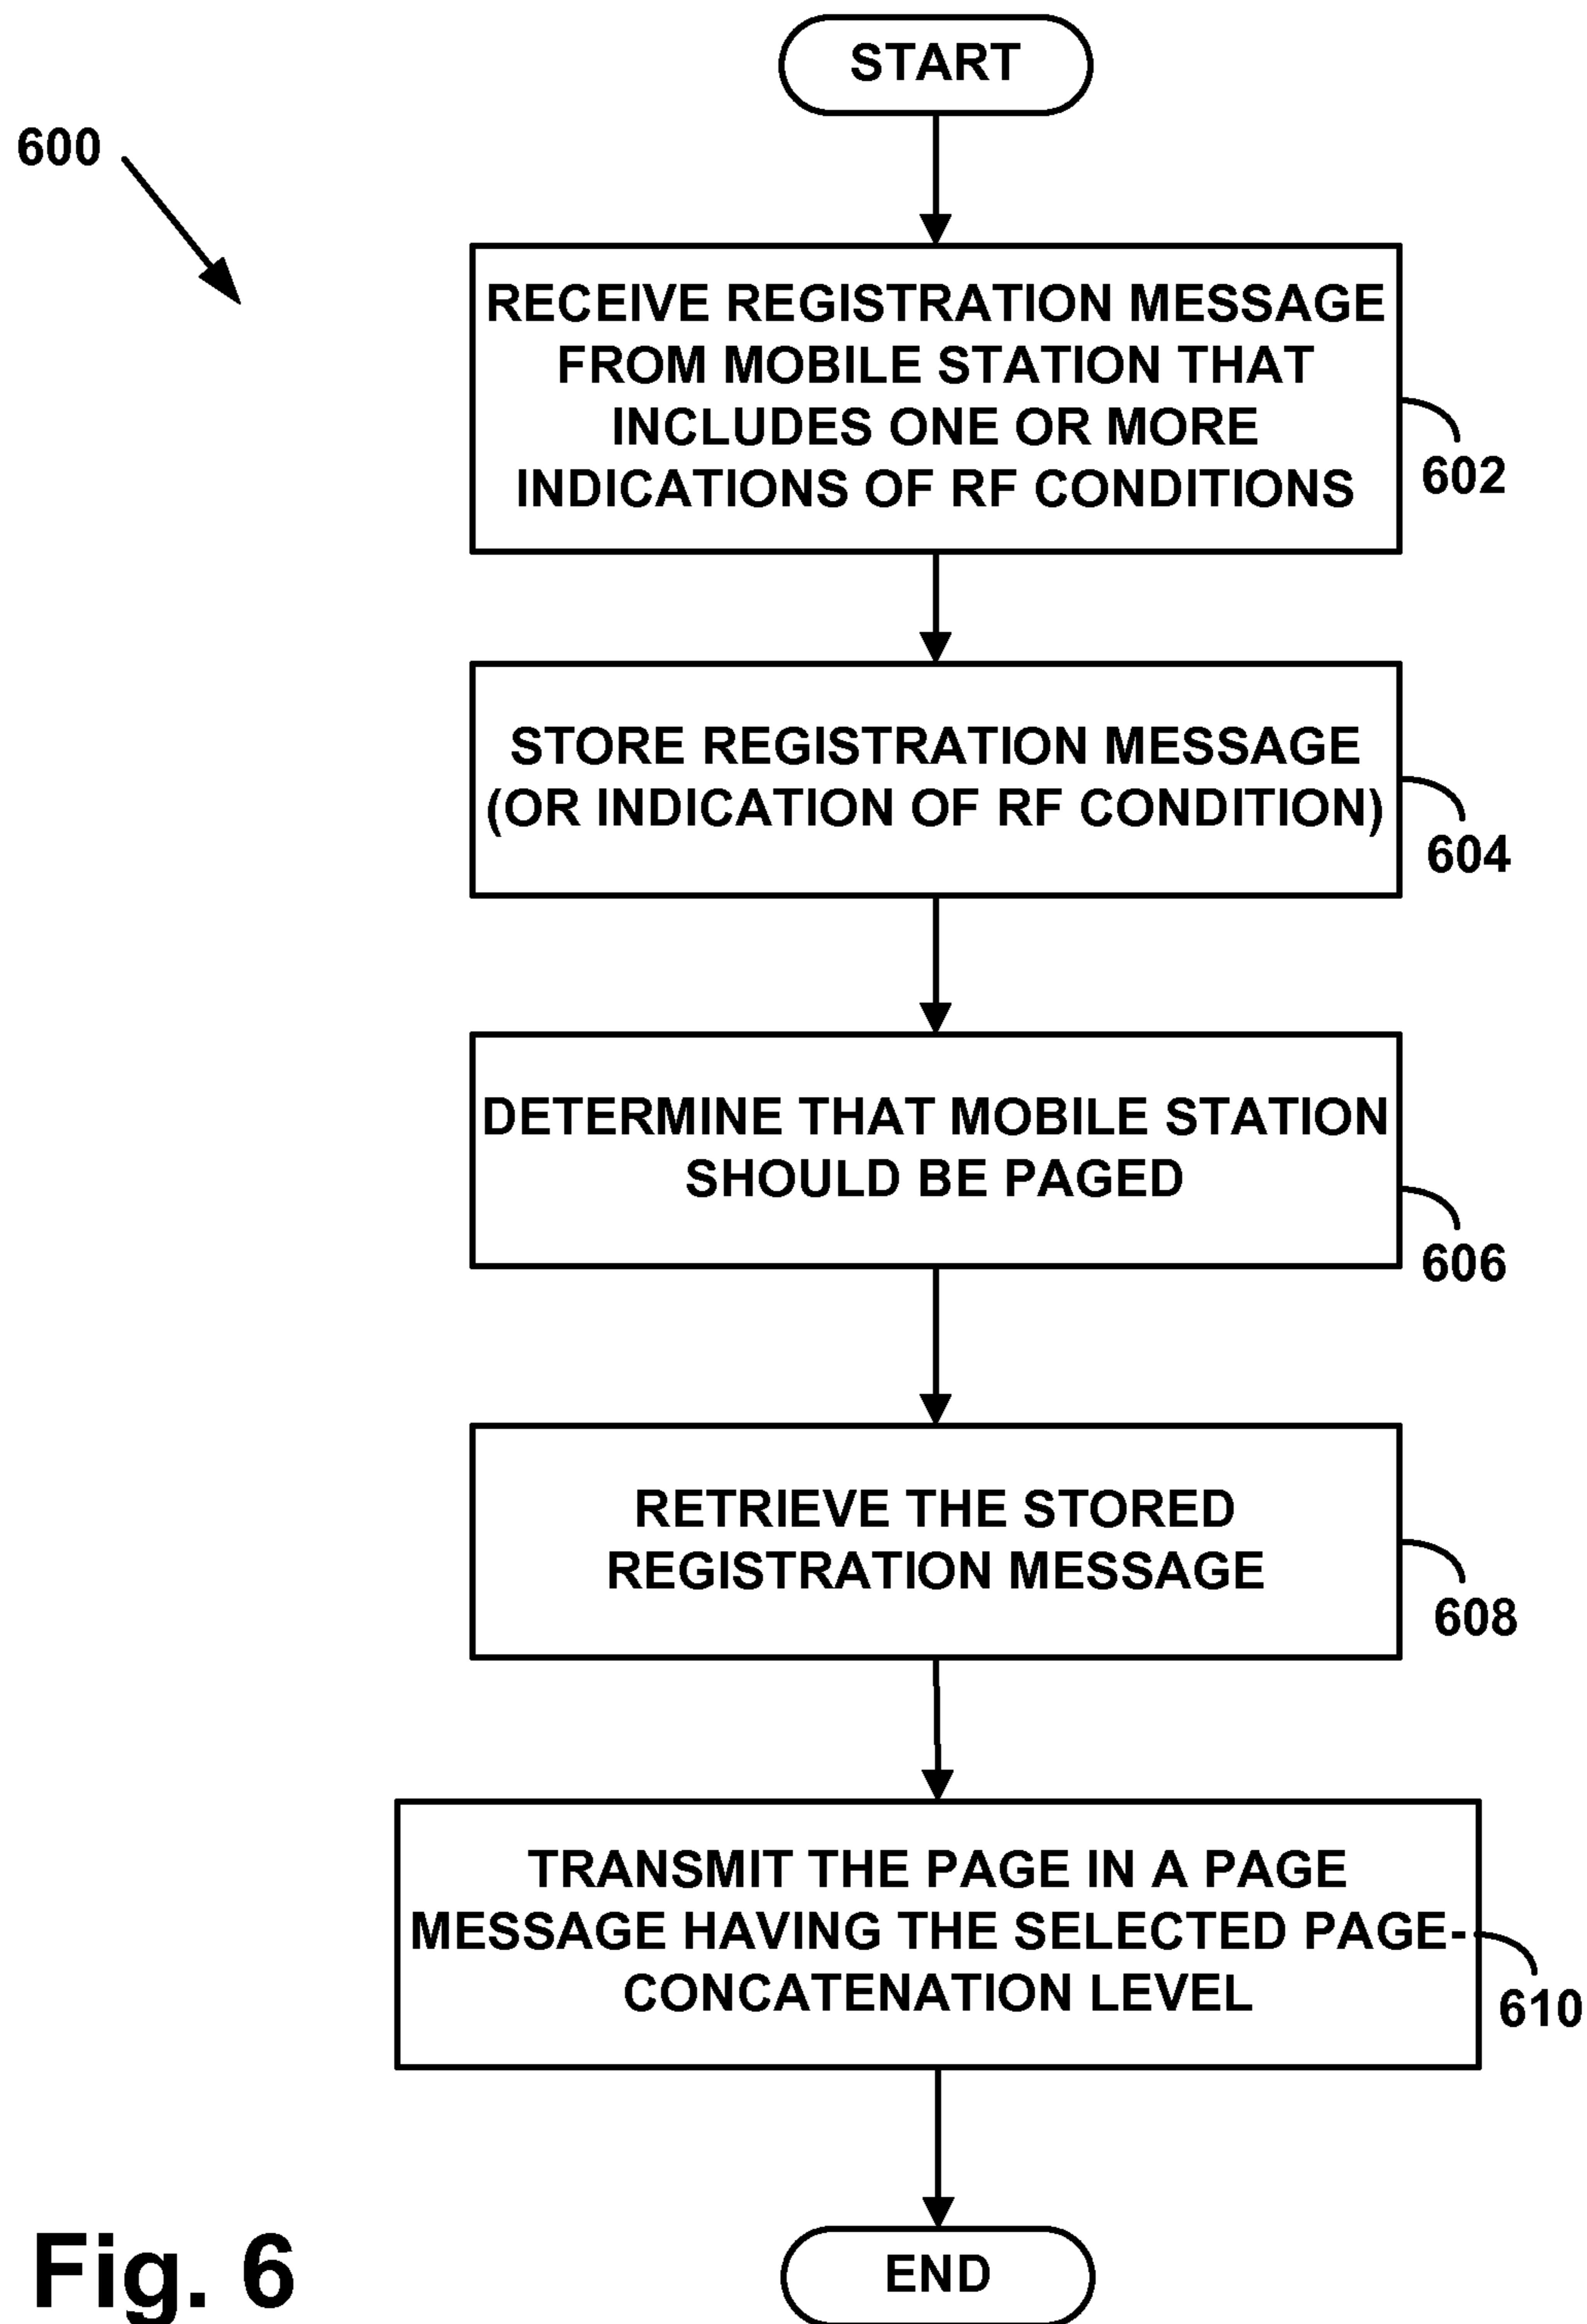 START
600
RECEIVE REGISTRATION MESSAGE
FROM MOBILE STATION THAT
INCLUDES ONE OR MORE
INDICATIONS OF RF CONDITIONS
602
STORE REGISTRATION MESSAGE
(OR INDICATION OF RF CONDITION)
604
DETERMINE THAT MOBILE STATION
SHOULD BE PAGED
606
RETRIEVE THE STORED
REGISTRATION MESSAGE
608
TRANSMIT THE PAGE IN A PAGE
MESSAGE HAVING THE SELECTED PAGE-
CONCATENATION LEVEL
610
END
Fig. 6